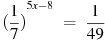 (1/7)^{5x-8} = 1/49